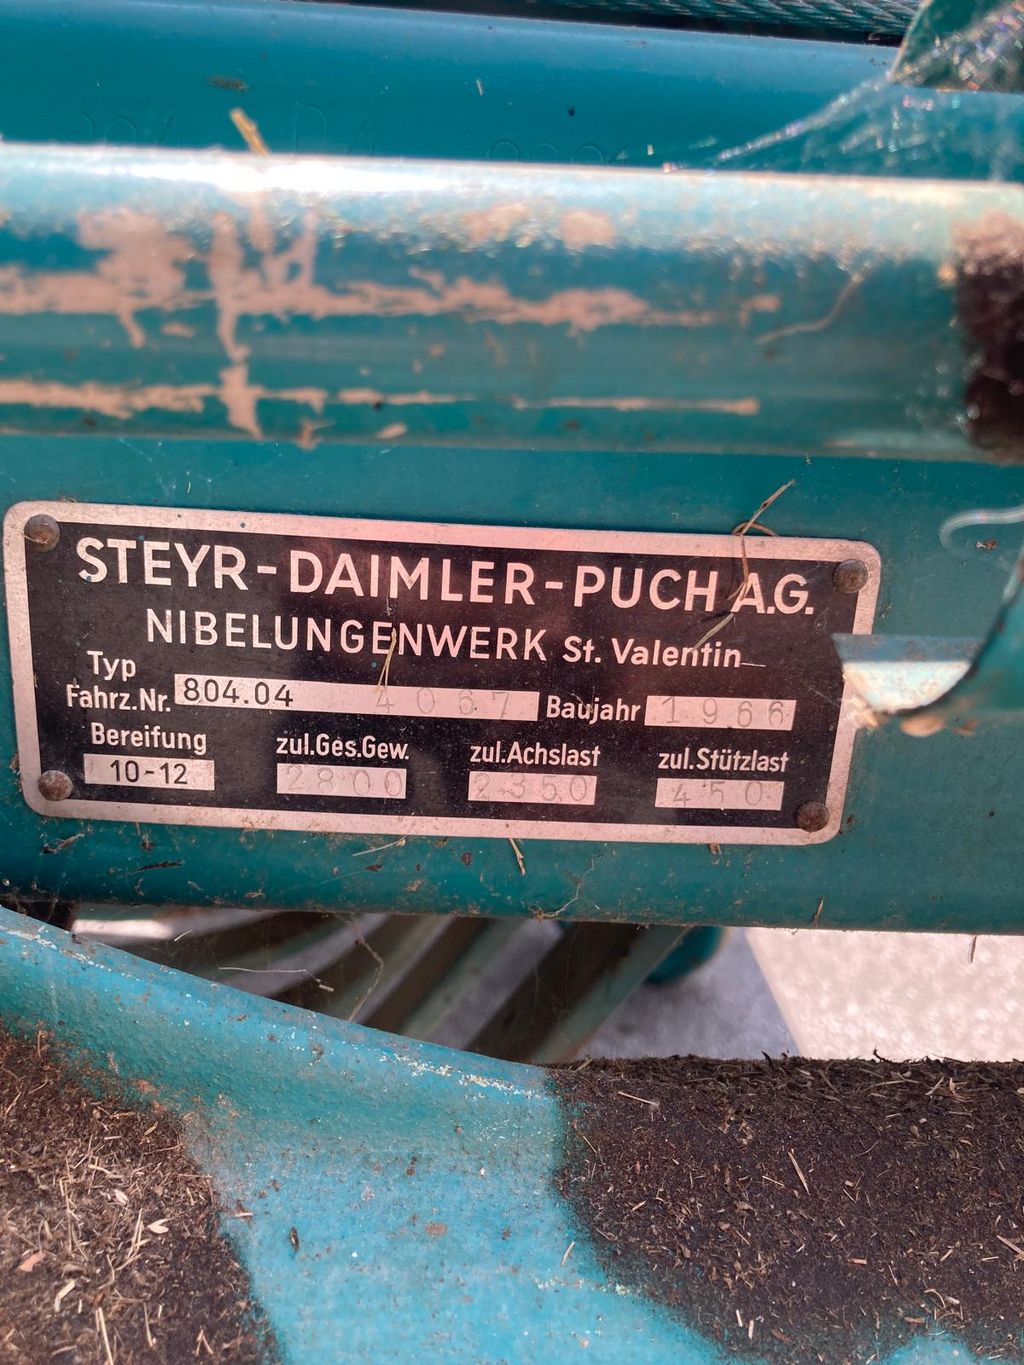 STEYR-DAIMLER-PUCH A.G.
NIBELUNGENWERK St. Valentin
Typ
Fahrz.Nr. 804.04 4067 Baujahr 1966
Bereifung zul.Ges.Gew. zul.Achslast zul.Stützlast
10-12 2800 2350 450